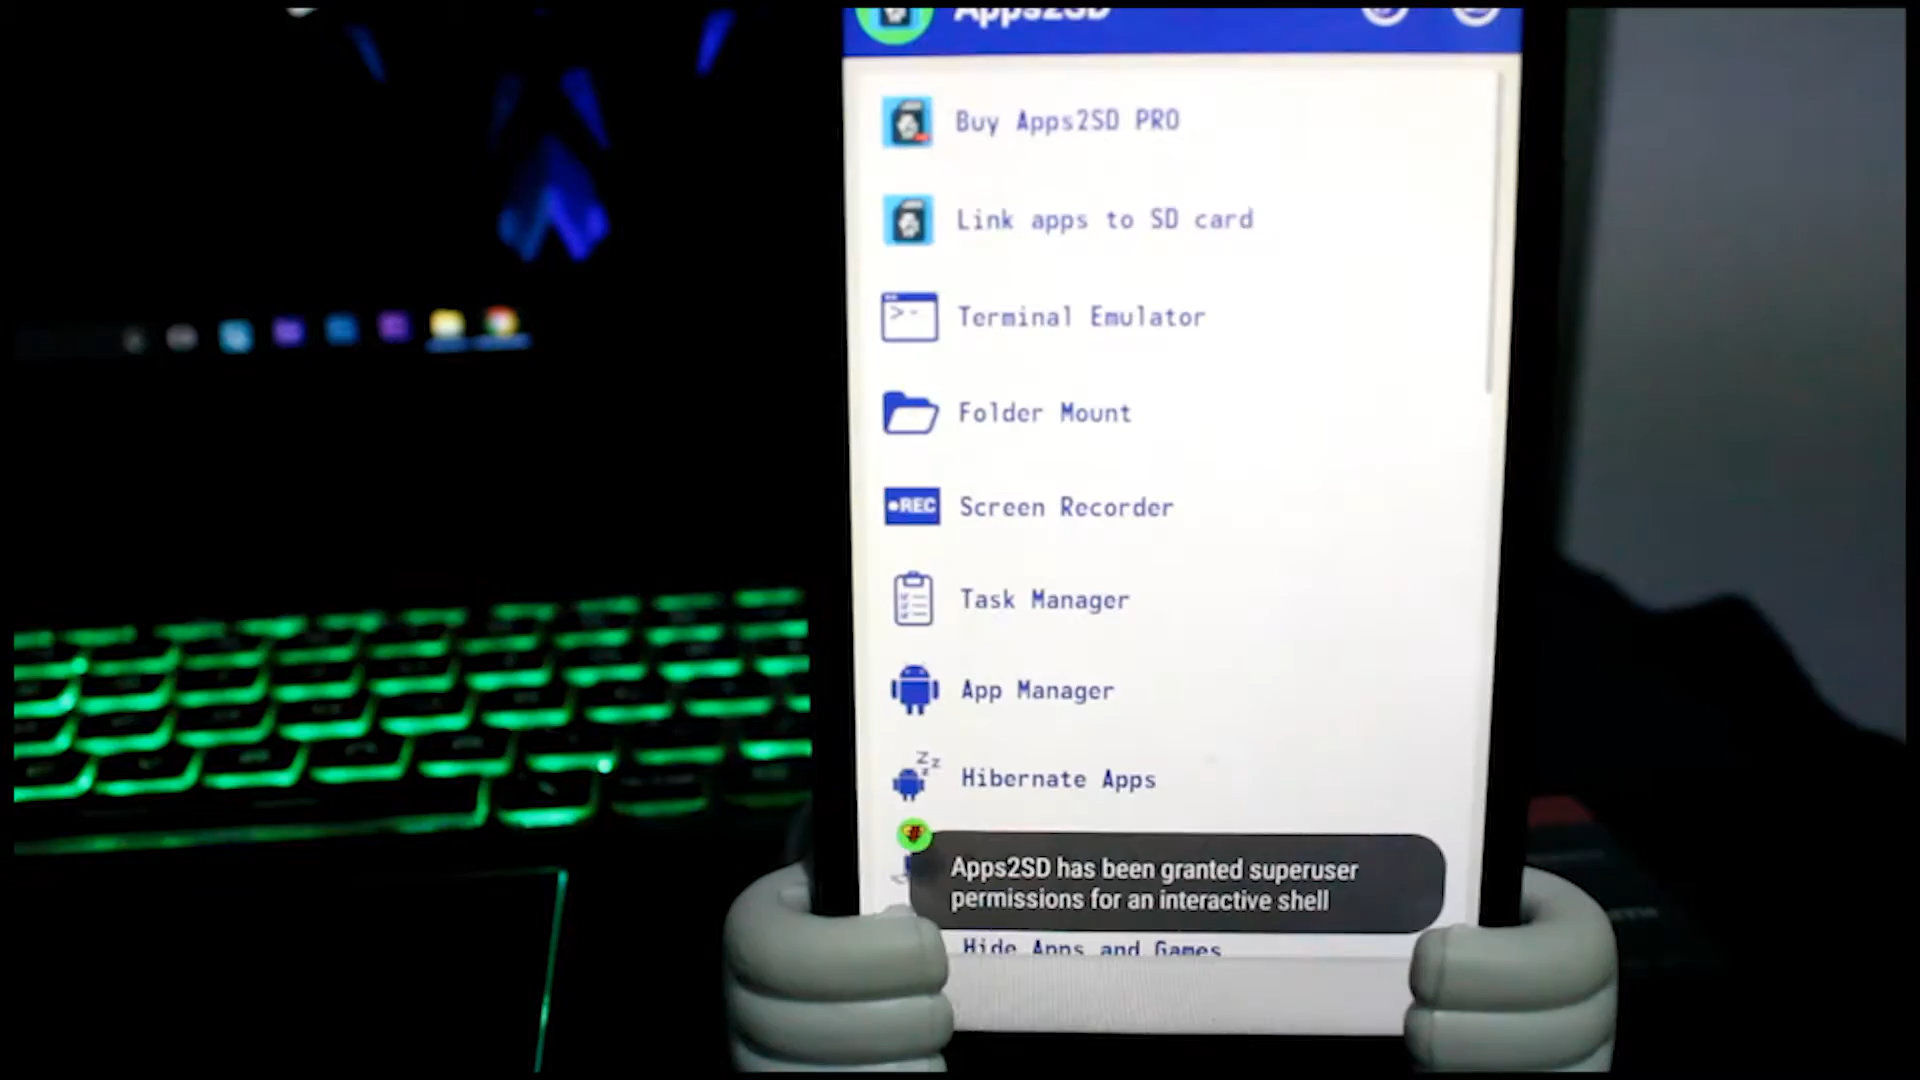 Apps2SD
Buy Apps2SD PRO
Link apps to SD card
>-
Terminal Emulator
Folder Mount
REC
Screen Recorder
Task Manager
App Manager
Hibernate Apps
Apps2SD has been granted superuser
permissions for an interactive shell
Hide Apps and Games